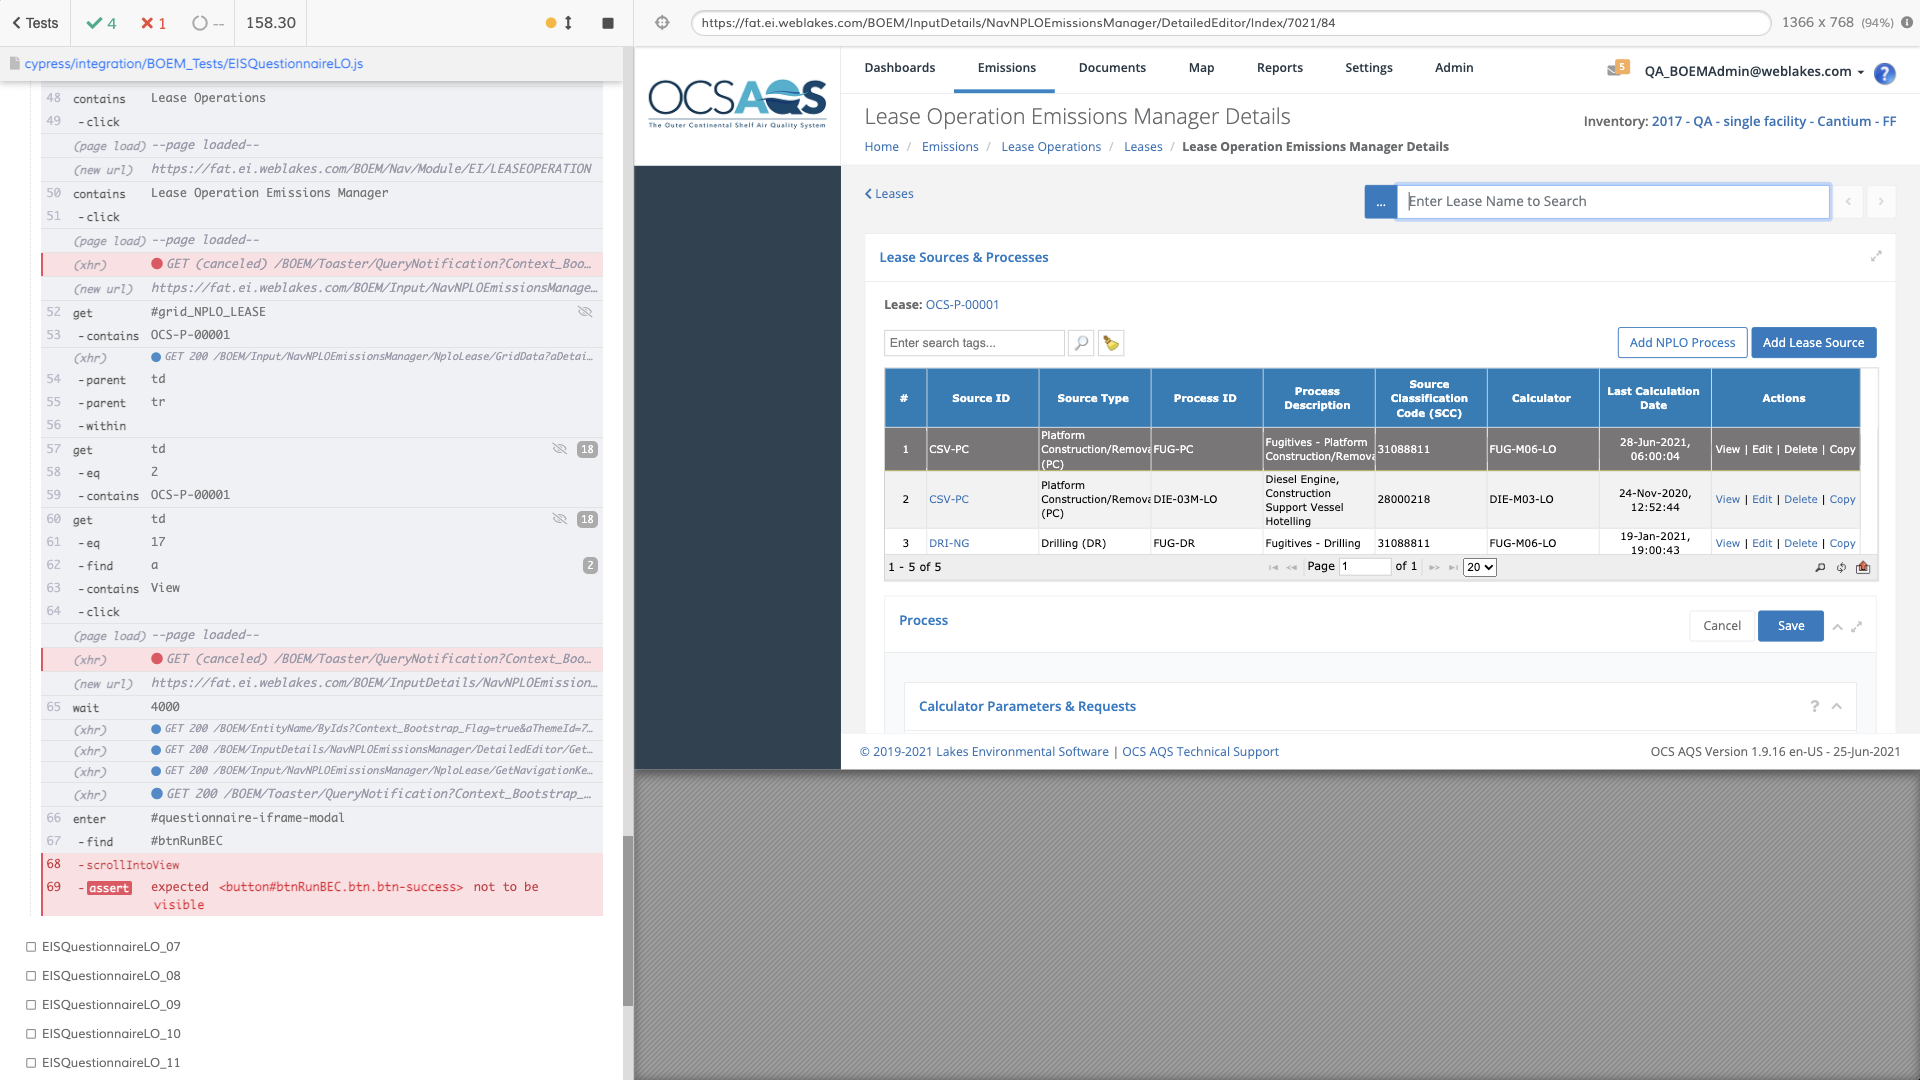 Tests
4
1
--
158.30
cypress/integration/BOEM_Tests/EISQuestionnaireLO.js
48 contains Lease Operations
49 -click
(page load) --page loaded--
(new url) https://fat.ei.weblakes.com/BOEM/Nav/Module/EI/LEASEOPERATION
50 contains Lease Operation Emissions Manager
51 -click
(page load) --page loaded--
(xhr) GET (canceled) /BOEM/Toaster/QueryNotification?Context_Boo...
(new url) https://fat.ei.weblakes.com/BOEM/Input/NavNPLOEmissionsManage...
52 get #grid_NPLO_LEASE
53 -contains OCS-P-00001
(xhr) GET 200 /BOEM/Input/NavNPLOEmissionsManager/NploLease/GridData?aDetai...
54 -parent td
55 -parent tr
56 -within
57 get td 18
58 -eq 2
59 -contains OCS-P-00001
60 get td 18
61 -eq 17
62 -find a 2
63 -contains View
64 -click
(page load) --page loaded--
(xhr) GET (canceled) /BOEM/Toaster/QueryNotification?Context_Boo...
(new url) https://fat.ei.weblakes.com/BOEM/InputDetails/NavNPLOEmission...
65 wait 4000
(xhr) GET 200 /BOEM/EntityName/ByIds?Context_Bootstrap_Flag=true&aThemeId=7...
(xhr) GET 200 /BOEM/InputDetails/NavNPLOEmissionsManager/DetailedEditor/Get...
(xhr) GET 200 /BOEM/Input/NavNPLOEmissionsManager/NploLease/GetNavigationKe...
(xhr) GET 200 /BOEM/Toaster/QueryNotification?Context_Bootstrap_...
66 enter #questionnaire-iframe-modal
67 -find #btnRunBEC
68 -scrollIntoView
69 -assert expected <button#btnRunBEC.btn.btn-success> not to be
visible
EISQuestionnaireLO_07
EISQuestionnaireLO_08
EISQuestionnaireLO_09
EISQuestionnaireLO_10
EISQuestionnaireLO_11
https://fat.ei.weblakes.com/BOEM/InputDetails/NavNPLOEmissionsManager/DetailedEditor/Index/7021/84
1366 x 768 (94%)
OCSAQS
The Outer Continental Shelf Air Quality System
Dashboards Emissions Documents Map Reports Settings Admin
5 QA_BOEMAdmin@weblakes.com ?
Lease Operation Emissions Manager Details
Inventory: 2017 - QA - single facility - Cantium - FF
Home / Emissions / Lease Operations / Leases / Lease Operation Emissions Manager Details
Leases
... Enter Lease Name to Search
Lease Sources & Processes
Lease: OCS-P-00001
Enter search tags...
Add NPLO Process Add Lease Source
# Source ID Source Type Process ID Process Description Source Classification Code (SCC) Calculator Last Calculation Date Actions
1 CSV-PC Platform Construction/Remova (PC) FUG-PC Fugitives - Platform Construction/Remova 31088811 FUG-M06-LO 28-Jun-2021, 06:00:04 View | Edit | Delete | Copy
2 CSV-PC Platform Construction/Remova (PC) DIE-03M-LO Diesel Engine, Construction Support Vessel Hotelling 28000218 DIE-M03-LO 24-Nov-2020, 12:52:44 View | Edit | Delete | Copy
3 DRI-NG Drilling (DR) FUG-DR Fugitives - Drilling 31088811 FUG-M06-LO 19-Jan-2021, 19:00:43 View | Edit | Delete | Copy
1 - 5 of 5
Page 1 of 1 20
Process
Cancel Save
Calculator Parameters & Requests
?
© 2019-2021 Lakes Environmental Software | OCS AQS Technical Support
OCS AQS Version 1.9.16 en-US - 25-Jun-2021